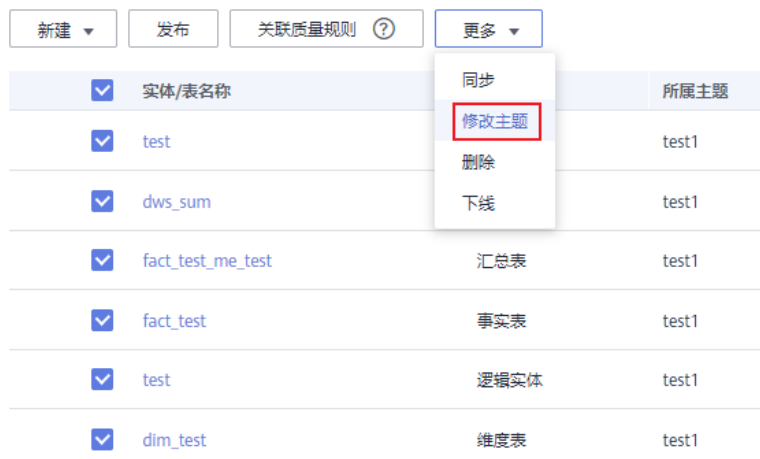 新建 发布 关联质量规则 ? 更多
同步
修改主题
删除
下线
实体/表名称 所属主题
test test1
dws_sum test1
fact_test_me_test 汇总表 test1
fact_test 事实表 test1
test 逻辑实体 test1
dim_test 维度表 test1